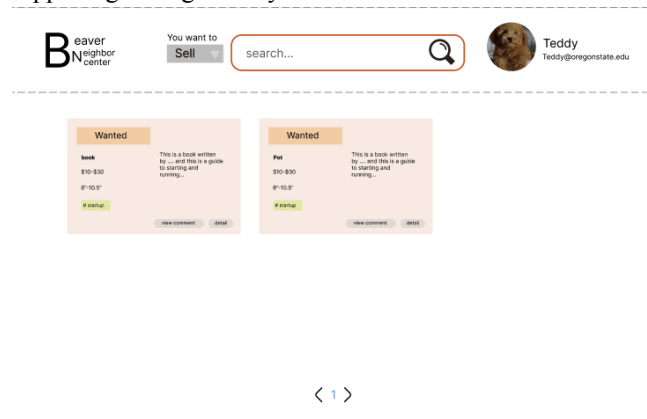 Beaver
Neighbor
center
You want to
Sell
search...
Teddy
Teddy@oregonstate.edu
Wanted
book
$10-$30
8"-10.5"
# startup
This is a book written
by .... and this is a guide
to starting and
running...
view comment
detail
Wanted
Pot
$10-$30
8"-10.5"
# startup
This is a book written
by .... and this is a guide
to starting and
running...
view comment
detail
1